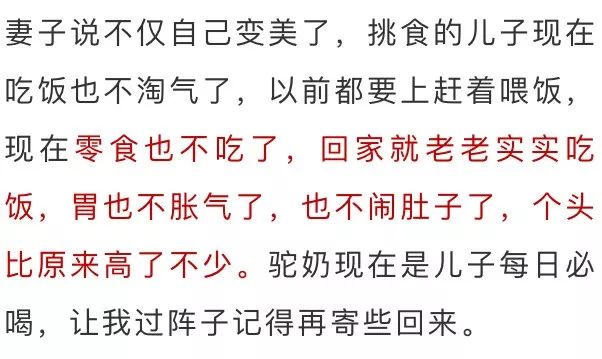 妻子说不仅自己变美了，挑食的儿子现在
吃饭也不淘气了，以前都要上赶着喂饭，
现在零食也不吃了，回家就老老实实吃
饭，胃也不胀气了，也不闹肚子了，个头
比原来高了不少。驼奶现在是儿子每日必
喝，让我过阵子记得再寄些回来。